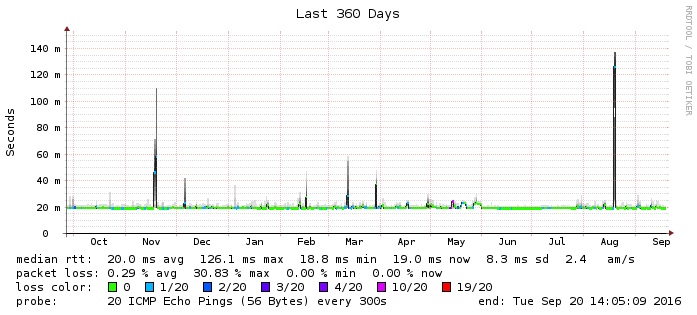 Last 360 Days
RRDTOOL / TOBI OETIKER
Seconds
140 m
120 m
100 m
80 m
60 m
40 m
20 m
0
Oct Nov Dec Jan Feb Mar Apr May Jun Jul Aug Sep
median rtt: 20.0 ms avg 126.1 ms max 18.8 ms min 19.0 ms now 8.3 ms sd 2.4 am/s
packet loss: 0.29 % avg 30.83 % max 0.00 % min 0.00 % now
loss color: 0 1/20 2/20 3/20 4/20 10/20 19/20
probe: 20 ICMP Echo Pings (56 Bytes) every 300s end: Tue Sep 20 14:05:09 2016